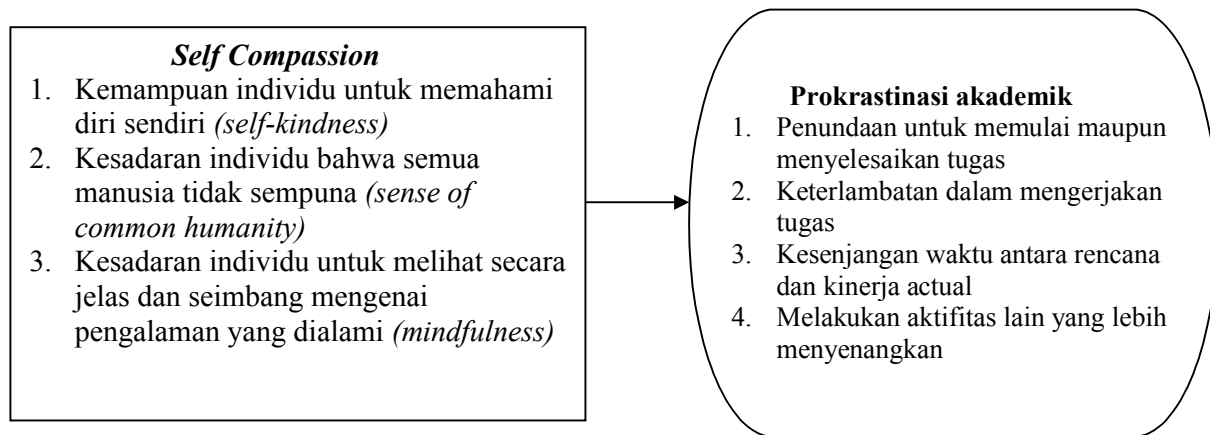 Self Compassion
1. Kemampuan individu untuk memahami
diri sendiri (self-kindness)
2. Kesadaran individu bahwa semua
manusia tidak sempuna (sense of
common humanity)
3. Kesadaran individu untuk melihat secara
jelas dan seimbang mengenai
pengalaman yang dialami (mindfulness)
Prokrastinasi akademik
1. Penundaan untuk memulai maupun
menyelesaikan tugas
2. Keterlambatan dalam mengerjakan
tugas
3. Kesenjangan waktu antara rencana
dan kinerja actual
4. Melakukan aktifitas lain yang lebih
menyenangkan